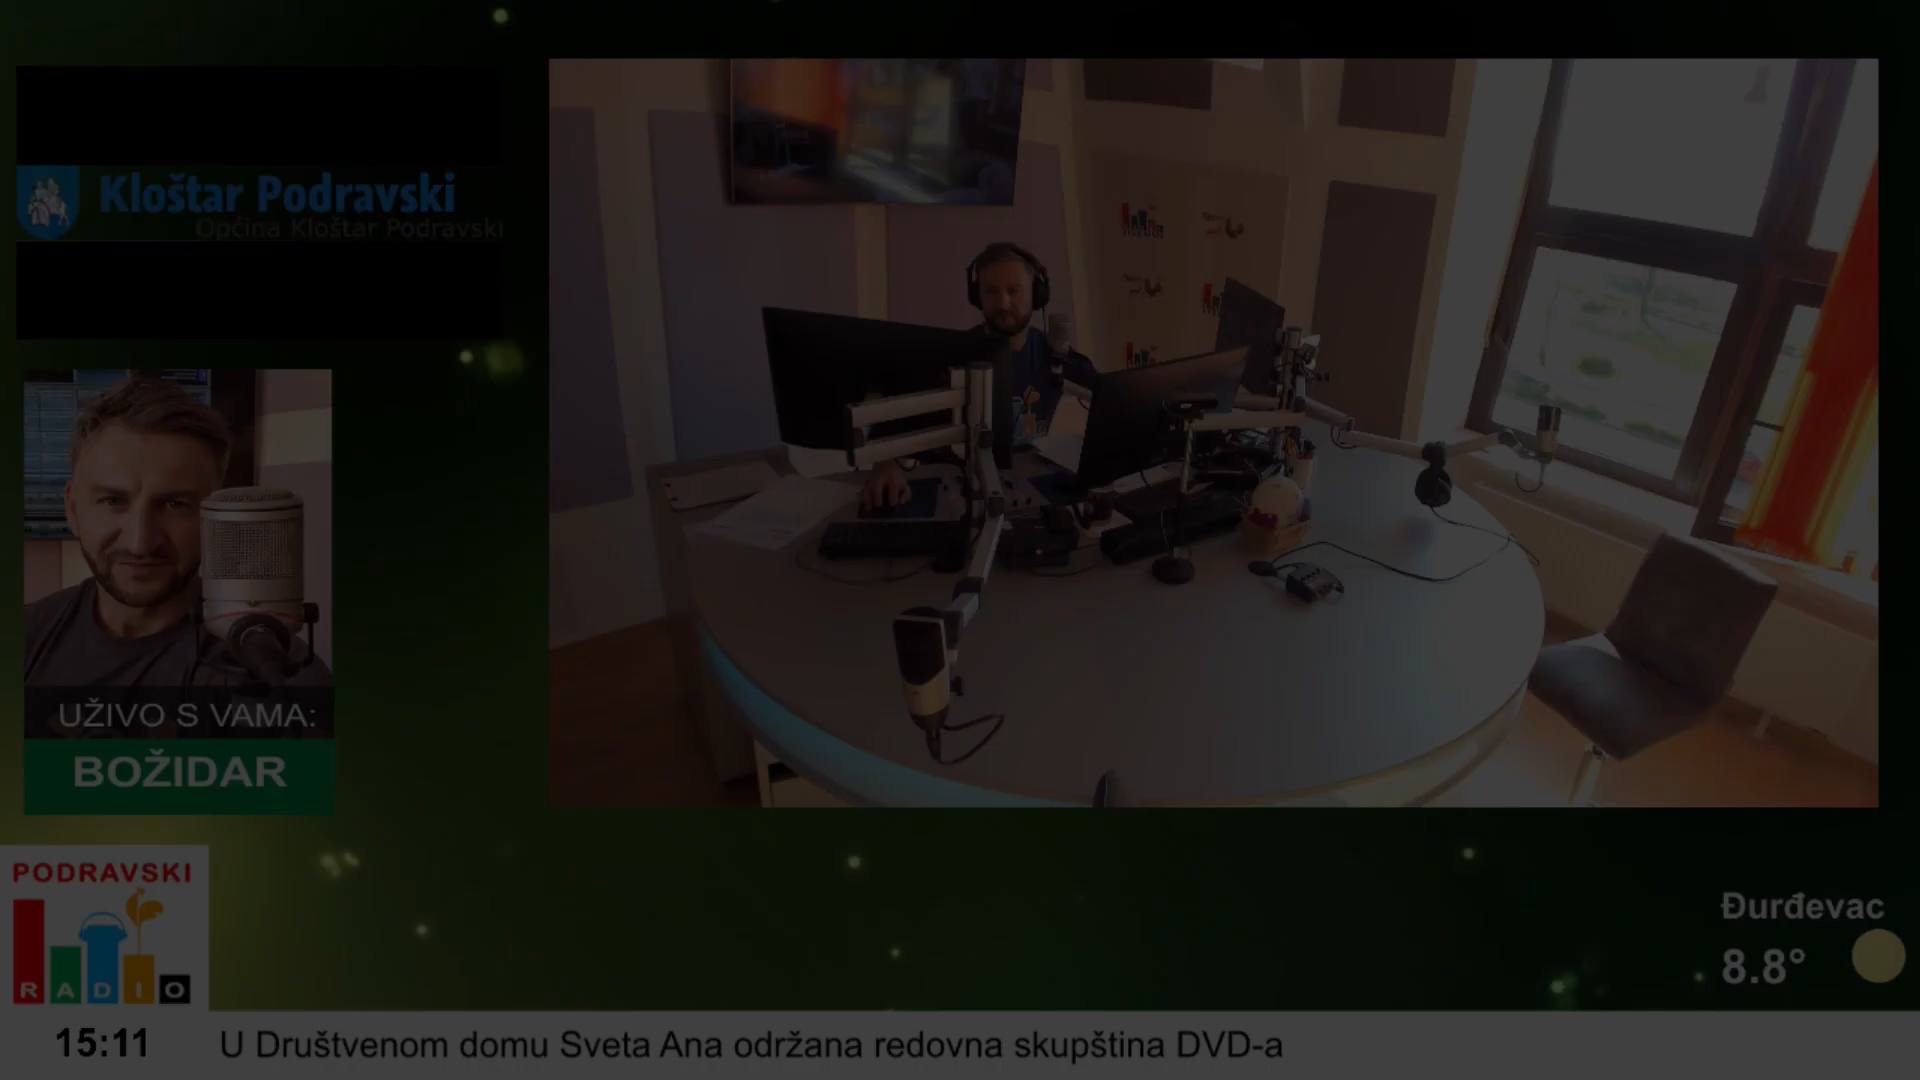 Kloštar Podravski
Općina Kloštar Podravski
UŽIVO S VAMA:
BOŽIDAR
PODRAVSKI
RADIO
Đurđevac
8.8°
15:11
U Društvenom domu Sveta Ana održana redovna skupština DVD-a